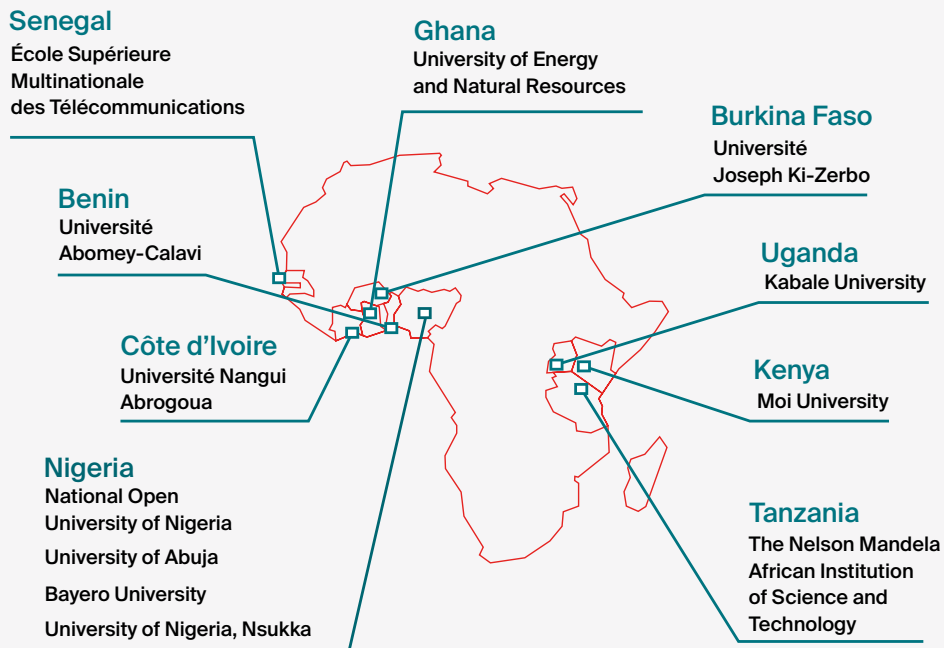 Senegal
École Supérieure
Multinationale
des Télécommunications
Ghana
University of Energy
and Natural Resources
Burkina Faso
Université
Joseph Ki-Zerbo
Benin
Université
Abomey-Calavi
Uganda
Kabale University
Côte d'Ivoire
Université Nangui
Abrogoua
Kenya
Moi University
Nigeria
National Open
University of Nigeria
University of Abuja
Bayero University
University of Nigeria, Nsukka
Tanzania
The Nelson Mandela
African Institution
of Science and
Technology